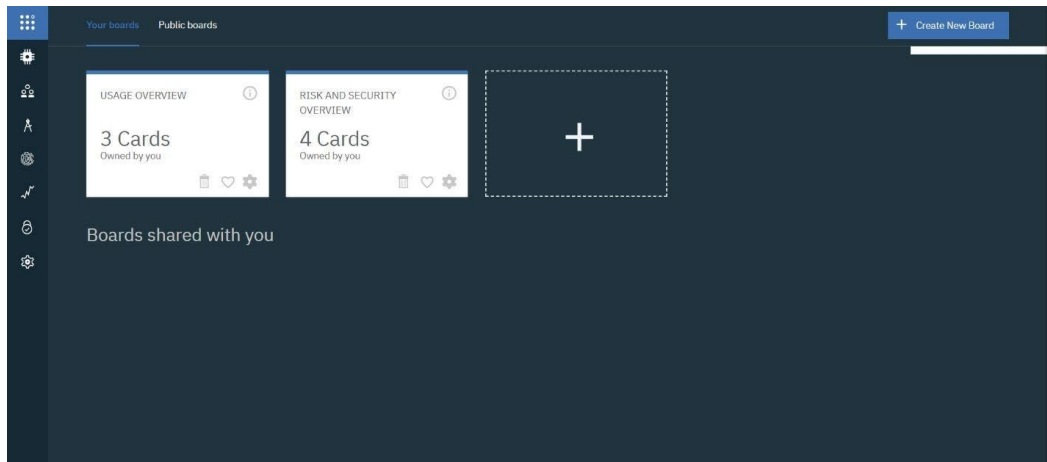 Your boards
Public boards
+ Create New Board
USAGE OVERVIEW
3 Cards
Owned by you
RISK AND SECURITY
OVERVIEW
4 Cards
Owned by you
Boards shared with you